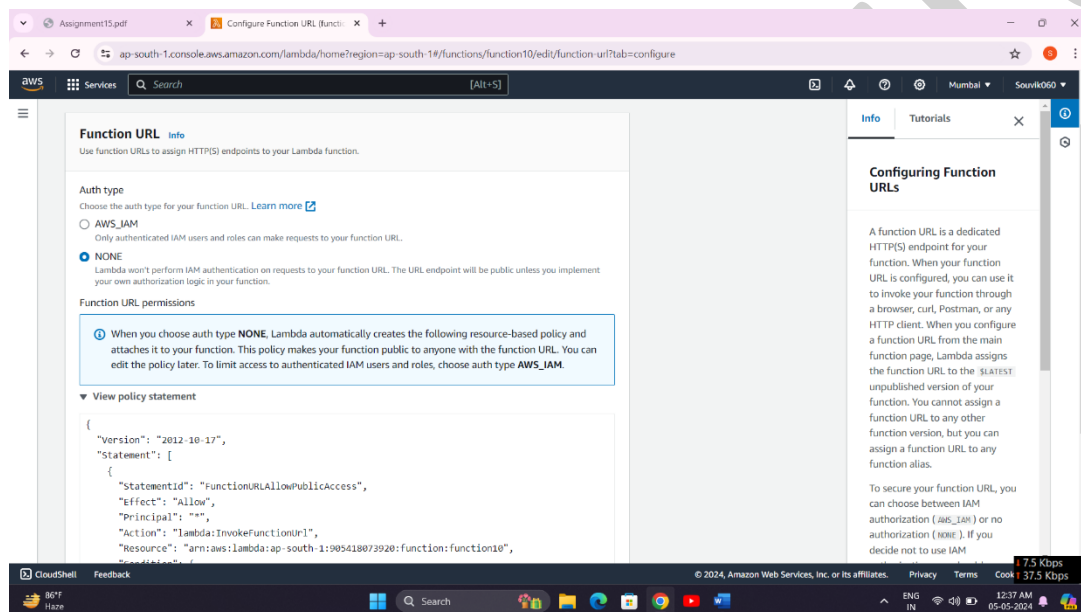 Assignment15.pdf
Configure Function URL (functi
ap-south-1.console.aws.amazon.com/lambda/home?region=ap-south-1#/functions/function10/edit/function-url?tab=configure
S
aws
Services
Search
[Alt+S]
Mumbai
Souvik060
Function URL Info
Use function URLs to assign HTTP(S) endpoints to your Lambda function.
Auth type
Choose the auth type for your function URL. Learn more
AWS_IAM
Only authenticated IAM users and roles can make requests to your function URL.
NONE
Lambda won't perform IAM authentication on requests to your function URL. The URL endpoint will be public unless you implement
your own authorization logic in your function.
Function URL permissions
When you choose auth type NONE, Lambda automatically creates the following resource-based policy and
attaches it to your function. This policy makes your function public to anyone with the function URL. You can
edit the policy later. To limit access to authenticated IAM users and roles, choose auth type AWS_IAM.
View policy statement
{
"Version": "2012-10-17",
"Statement": [
{
"StatementId": "FunctionURLAllowPublicAccess",
"Effect": "Allow",
"Principal": "*",
"Action": "lambda:InvokeFunctionUrl",
"Resource": "arn:aws:lambda:ap-south-1:905418073920:function:function10",
"Condition": {
Info
Tutorials
Configuring Function
URLs
A function URL is a dedicated
HTTP(S) endpoint for your
function. When your function
URL is configured, you can use it
to invoke your function through
a browser, curl, Postman, or any
HTTP client. When you configure
a function URL from the main
function page, Lambda assigns
the function URL to the $LATEST
unpublished version of your
function. You cannot assign a
function URL to any other
function version, but you can
assign a function URL to any
function alias.
To secure your function URL, you
can choose between IAM
authorization (AWS_IAM) or no
authorization (NONE). If you
decide not to use IAM
CloudShell
Feedback
© 2024, Amazon Web Services, Inc. or its affiliates.
Privacy
Terms
Cook
7.5 Kbps
37.5 Kbps
86°F
Haze
Search
ENG
IN
12:37 AM
05-05-2024